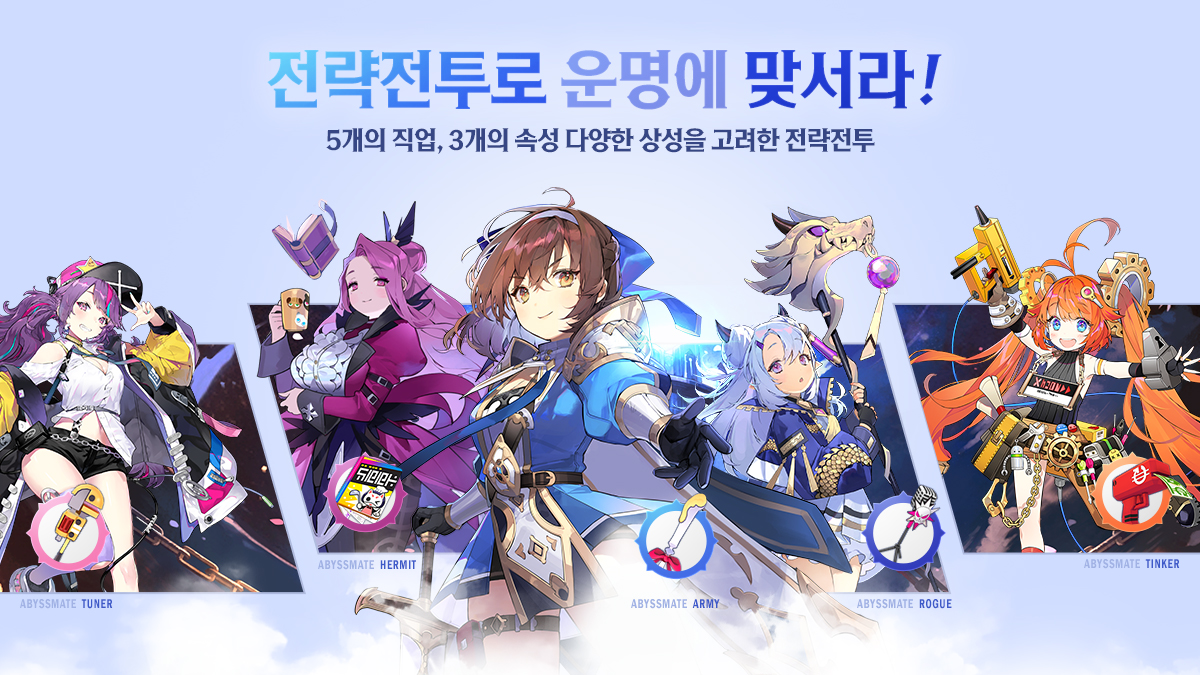 전략전투로 운명에 맞서라!
5개의 직업, 3개의 속성 다양한 상성을 고려한 전략전투
ABYSSMATE HERMIT
ABYSSMATE TINKER
ABYSSMATE TUNER
ABYSSMATE ARMY
ABYSSMATE ROGUE